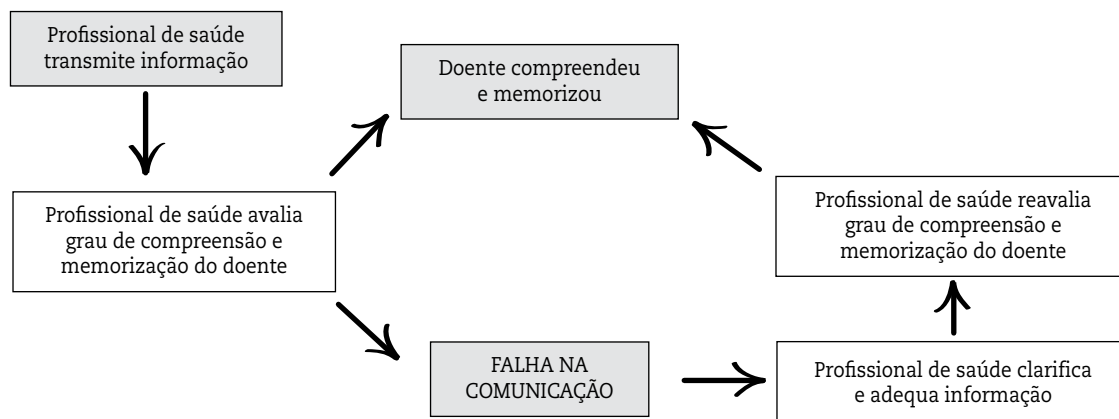 Profissional de saúde
transmite informação
Doente compreendeu
e memorizou
Profissional de saúde avalia
grau de compreensão e
memorização do doente
Profissional de saúde reavalia
grau de compreensão e
memorização do doente
FALHA NA
COMUNICAÇÃO
Profissional de saúde clarifica
e adequa informação